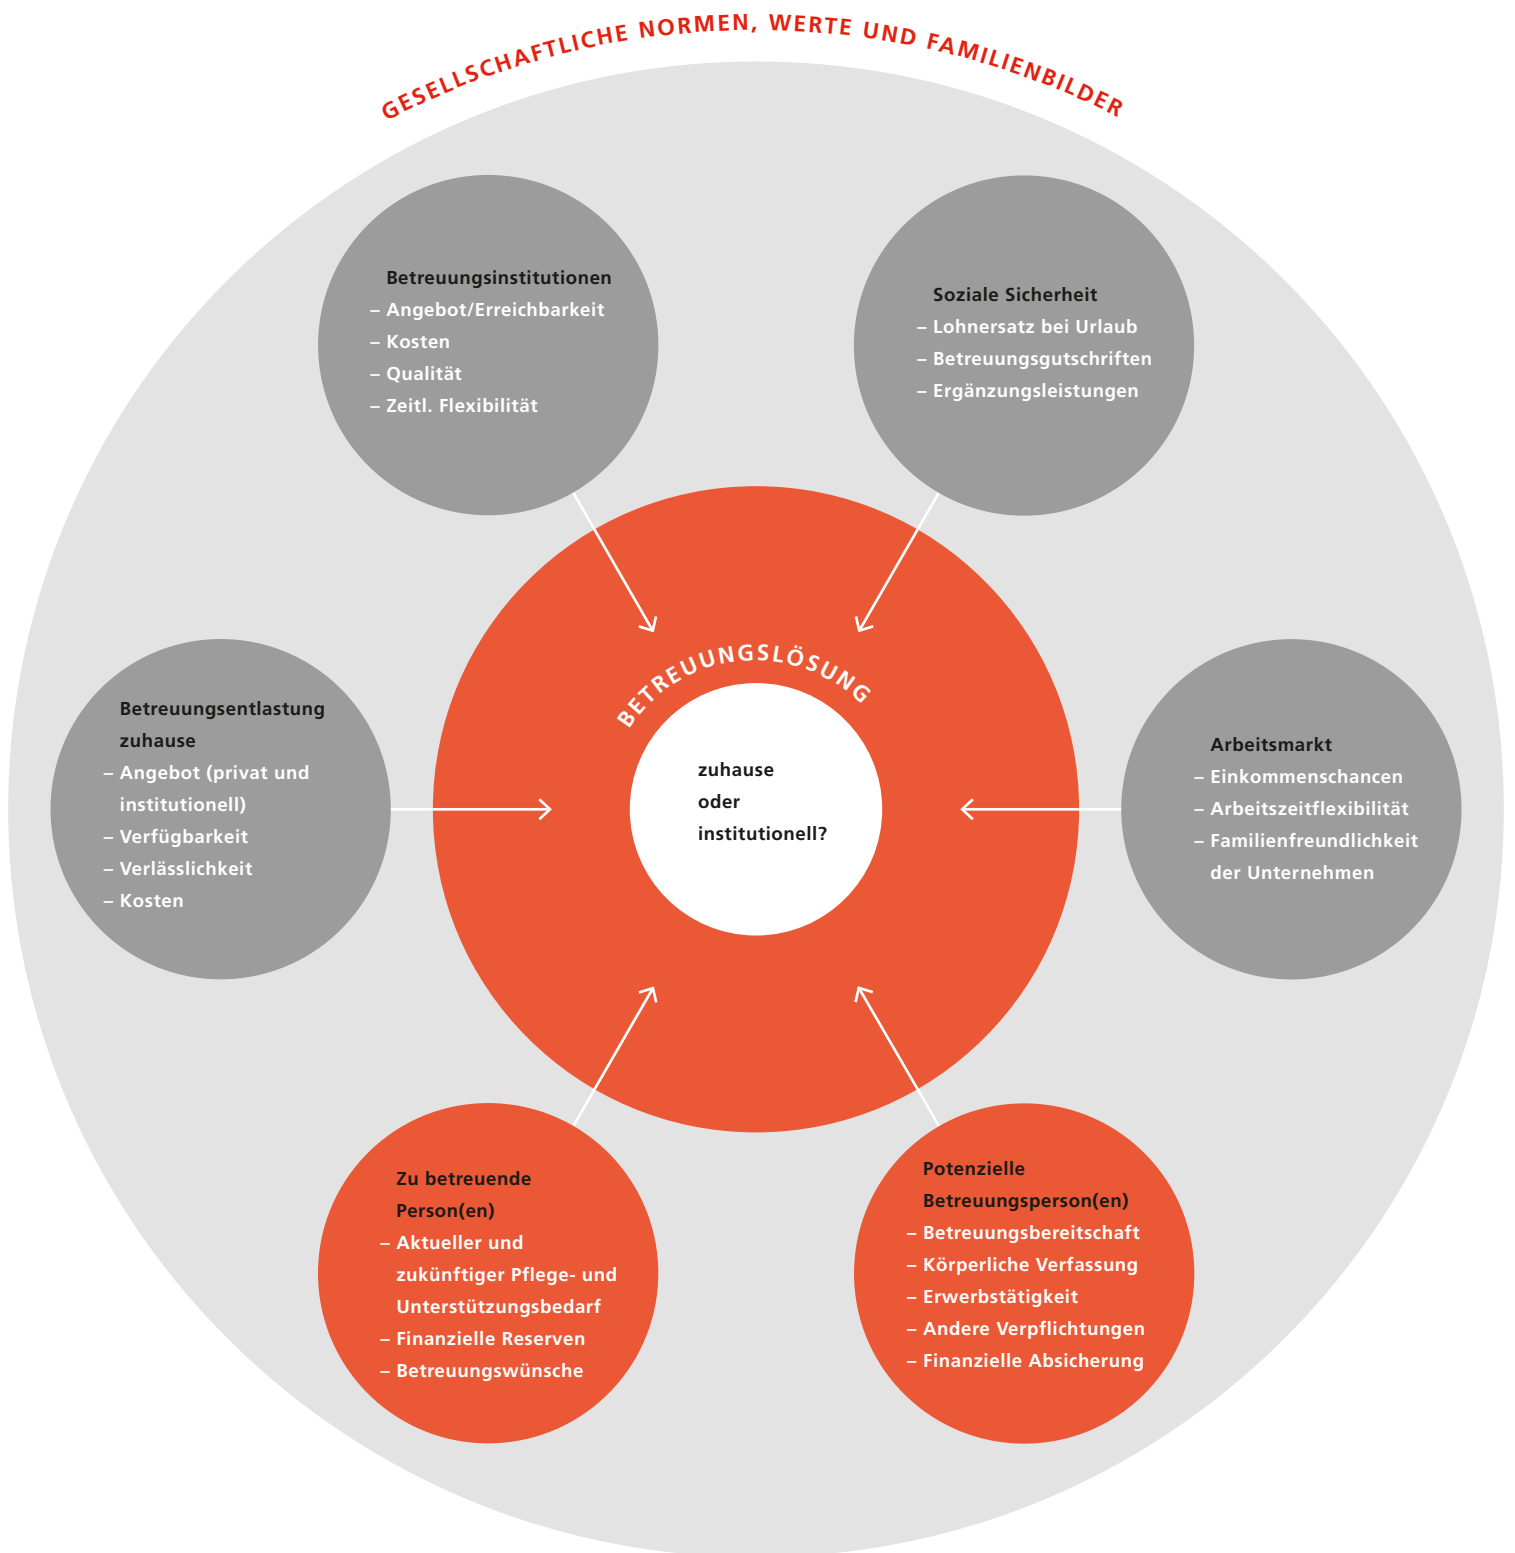 GESELLSCHAFTLICHE NORMEN, WERTE UND FAMILIENBILDER
Betreuungsinstitutionen
– Angebot/Erreichbarkeit
– Kosten
– Qualität
– Zeitl. Flexibilität
Soziale Sicherheit
– Lohnersatz bei Urlaub
– Betreuungsgutschriften
– Ergänzungsleistungen
Betreuungsentlastung
zuhause
– Angebot (privat und
institutionell)
– Verfügbarkeit
– Verlässlichkeit
– Kosten
BETREUUNGSLÖSUNG
zuhause
oder
institutionell?
Arbeitsmarkt
– Einkommenschancen
– Arbeitszeitflexibilität
– Familienfreundlichkeit
der Unternehmen
Zu betreuende
Person(en)
– Aktueller und
zukünftiger Pflege- und
Unterstützungsbedarf
– Finanzielle Reserven
– Betreuungswünsche
Potenzielle
Betreuungsperson(en)
– Betreuungsbereitschaft
– Körperliche Verfassung
– Erwerbstätigkeit
– Andere Verpflichtungen
– Finanzielle Absicherung